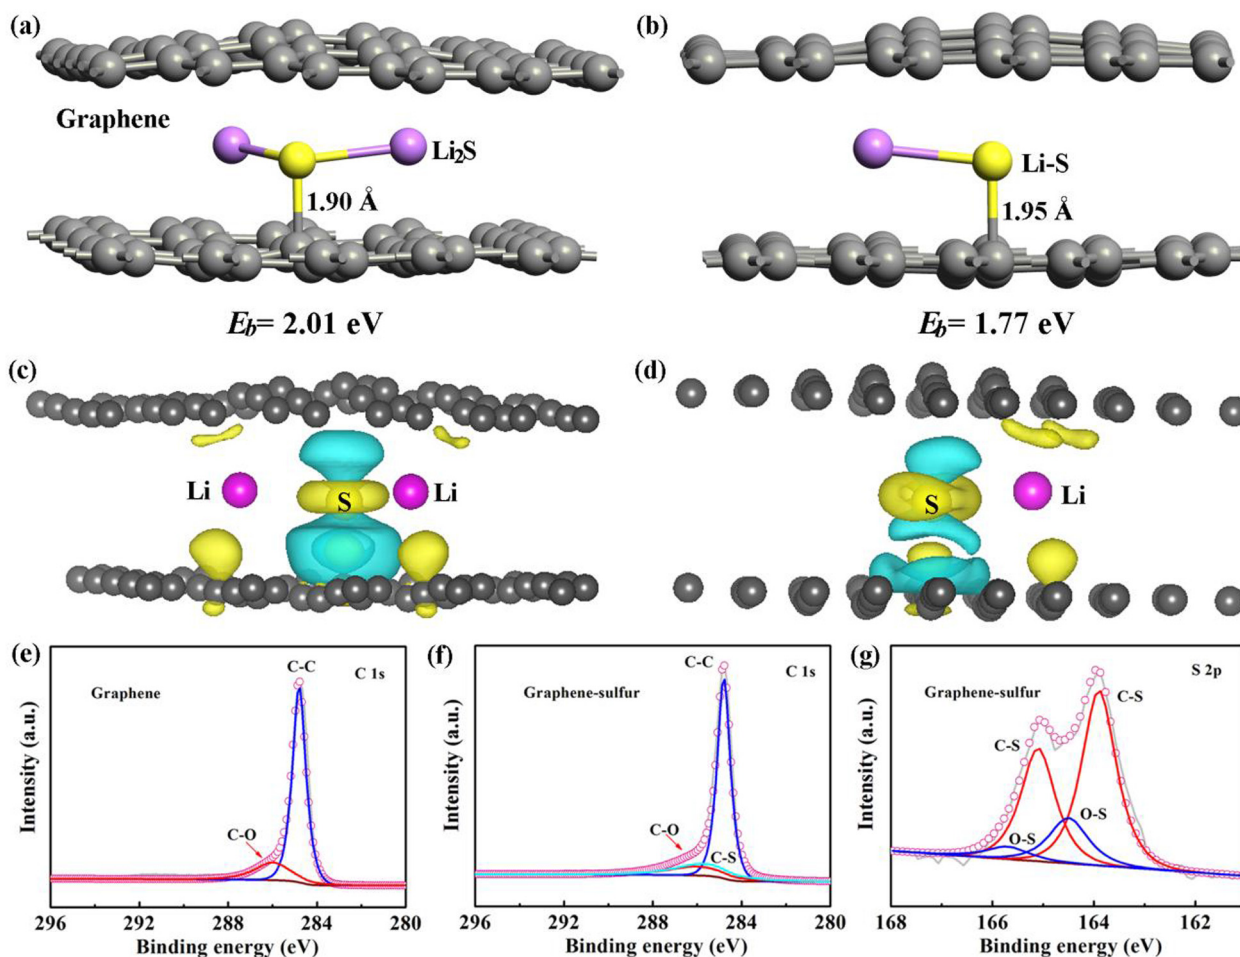 (a)
Graphene
Li₂S
1.90 Å
E_b= 2.01 eV
(b)
Li-S
1.95 Å
E_b= 1.77 eV
(c)
Li
S
Li
(d)
S
Li
(e)
C-C
C 1s
Graphene
C-O
Intensity (a.u.)
296 292 288 284 280
Binding energy (eV)
(f)
C-C
C 1s
Graphene-sulfur
C-O
C-S
Intensity (a.u.)
296 292 288 284 280
Binding energy (eV)
(g)
S 2p
Graphene-sulfur
C-S
C-S
O-S
O-S
Intensity (a.u.)
168 166 164 162
Binding energy (eV)